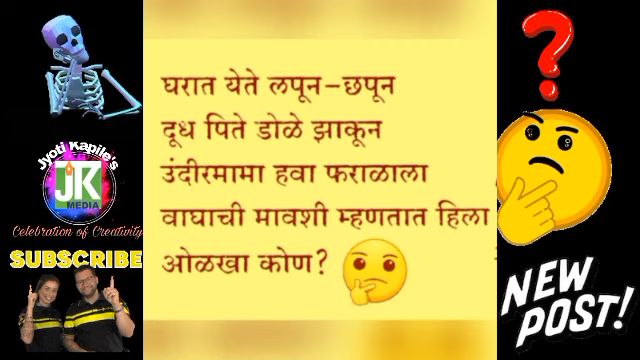 घरात येते लपून-छपून
दूध पिते डोळे झाकून
उंदीरमामा हवा फराळाला
वाघाची मावशी म्हणतात हिला
ओळखा कोण?
Jyoti Kapile's
JK
MEDIA
Celebration of Creativity
SUBSCRIBE
?
NEW
POST!